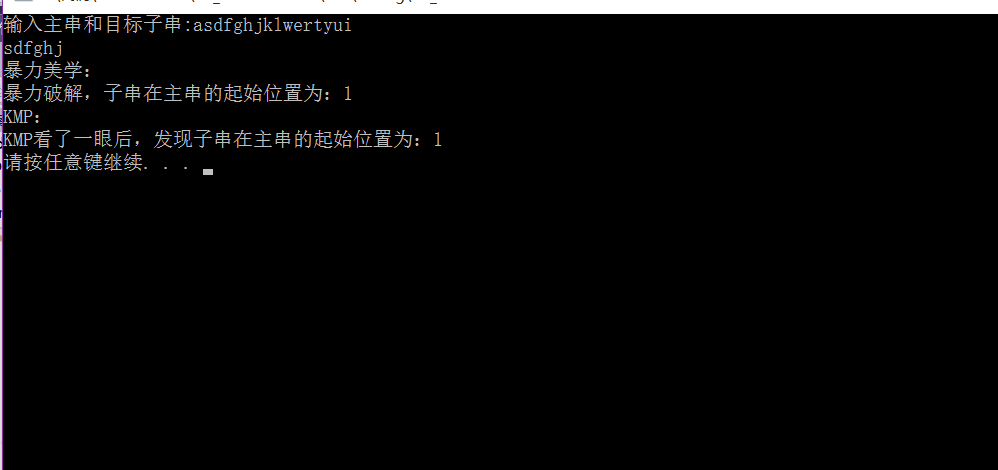 输入主串和目标子串:asdfghjklwertyui
sdfghj
暴力美学：
暴力破解，子串在主串的起始位置为：1
KMP：
KMP看了一眼后，发现子串在主串的起始位置为：1
请按任意键继续. . .